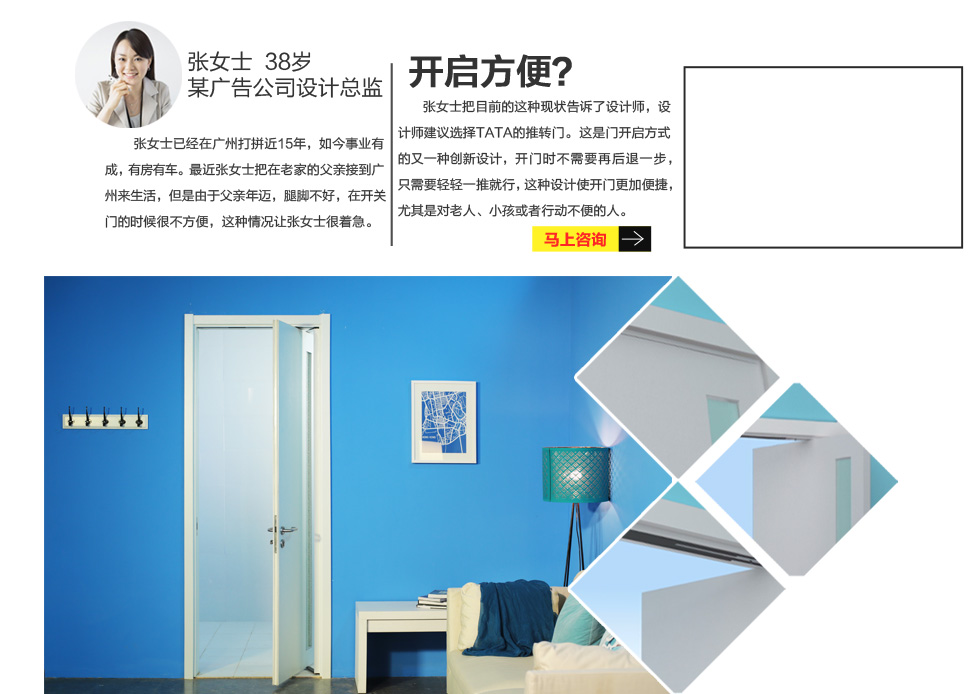 张女士 38岁
某广告公司设计总监
张女士已经在广州打拼近15年，如今事业有
成，有房有车。最近张女士把在老家的父亲接到广
州来生活，但是由于父亲年迈，腿脚不好，在开关
门的时候很不方便，这种情况让张女士很着急。
开启方便?
张女士把目前的这种现状告诉了设计师，设
计师建议选择TATA的推转门。这是门开启方式
的又一种创新设计，开门时不需要再后退一步，
只需要轻轻一推就行，这种设计使开门更加便捷，
尤其是对老人、小孩或者行动不便的人。
马上咨询